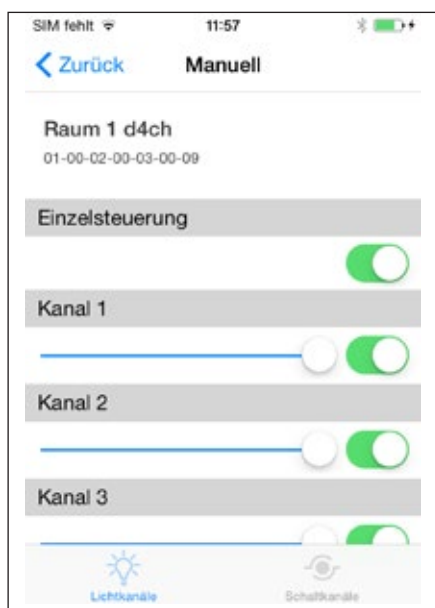 SIM fehlt 11:57
Zurück Manuell
Raum 1 d4ch
01-00-02-00-03-00-09
Einzelsteuerung
Kanal 1
Kanal 2
Kanal 3
Lichtkanäle Schaltkanäle